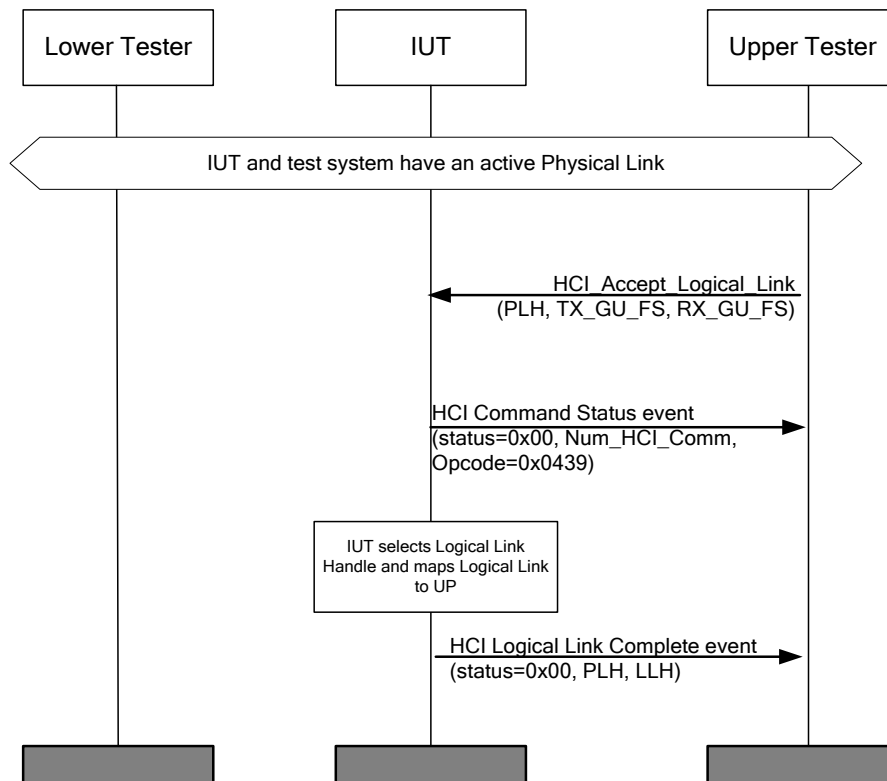 Lower Tester
IUT
Upper Tester
IUT and test system have an active Physical Link
HCI_Accept_Logical_Link
(PLH, TX_GU_FS, RX_GU_FS)
HCI Command Status event
(status=0x00, Num_HCI_Comm,
Opcode=0x0439)
IUT selects Logical Link
Handle and maps Logical Link
to UP
HCI Logical Link Complete event
(status=0x00, PLH, LLH)